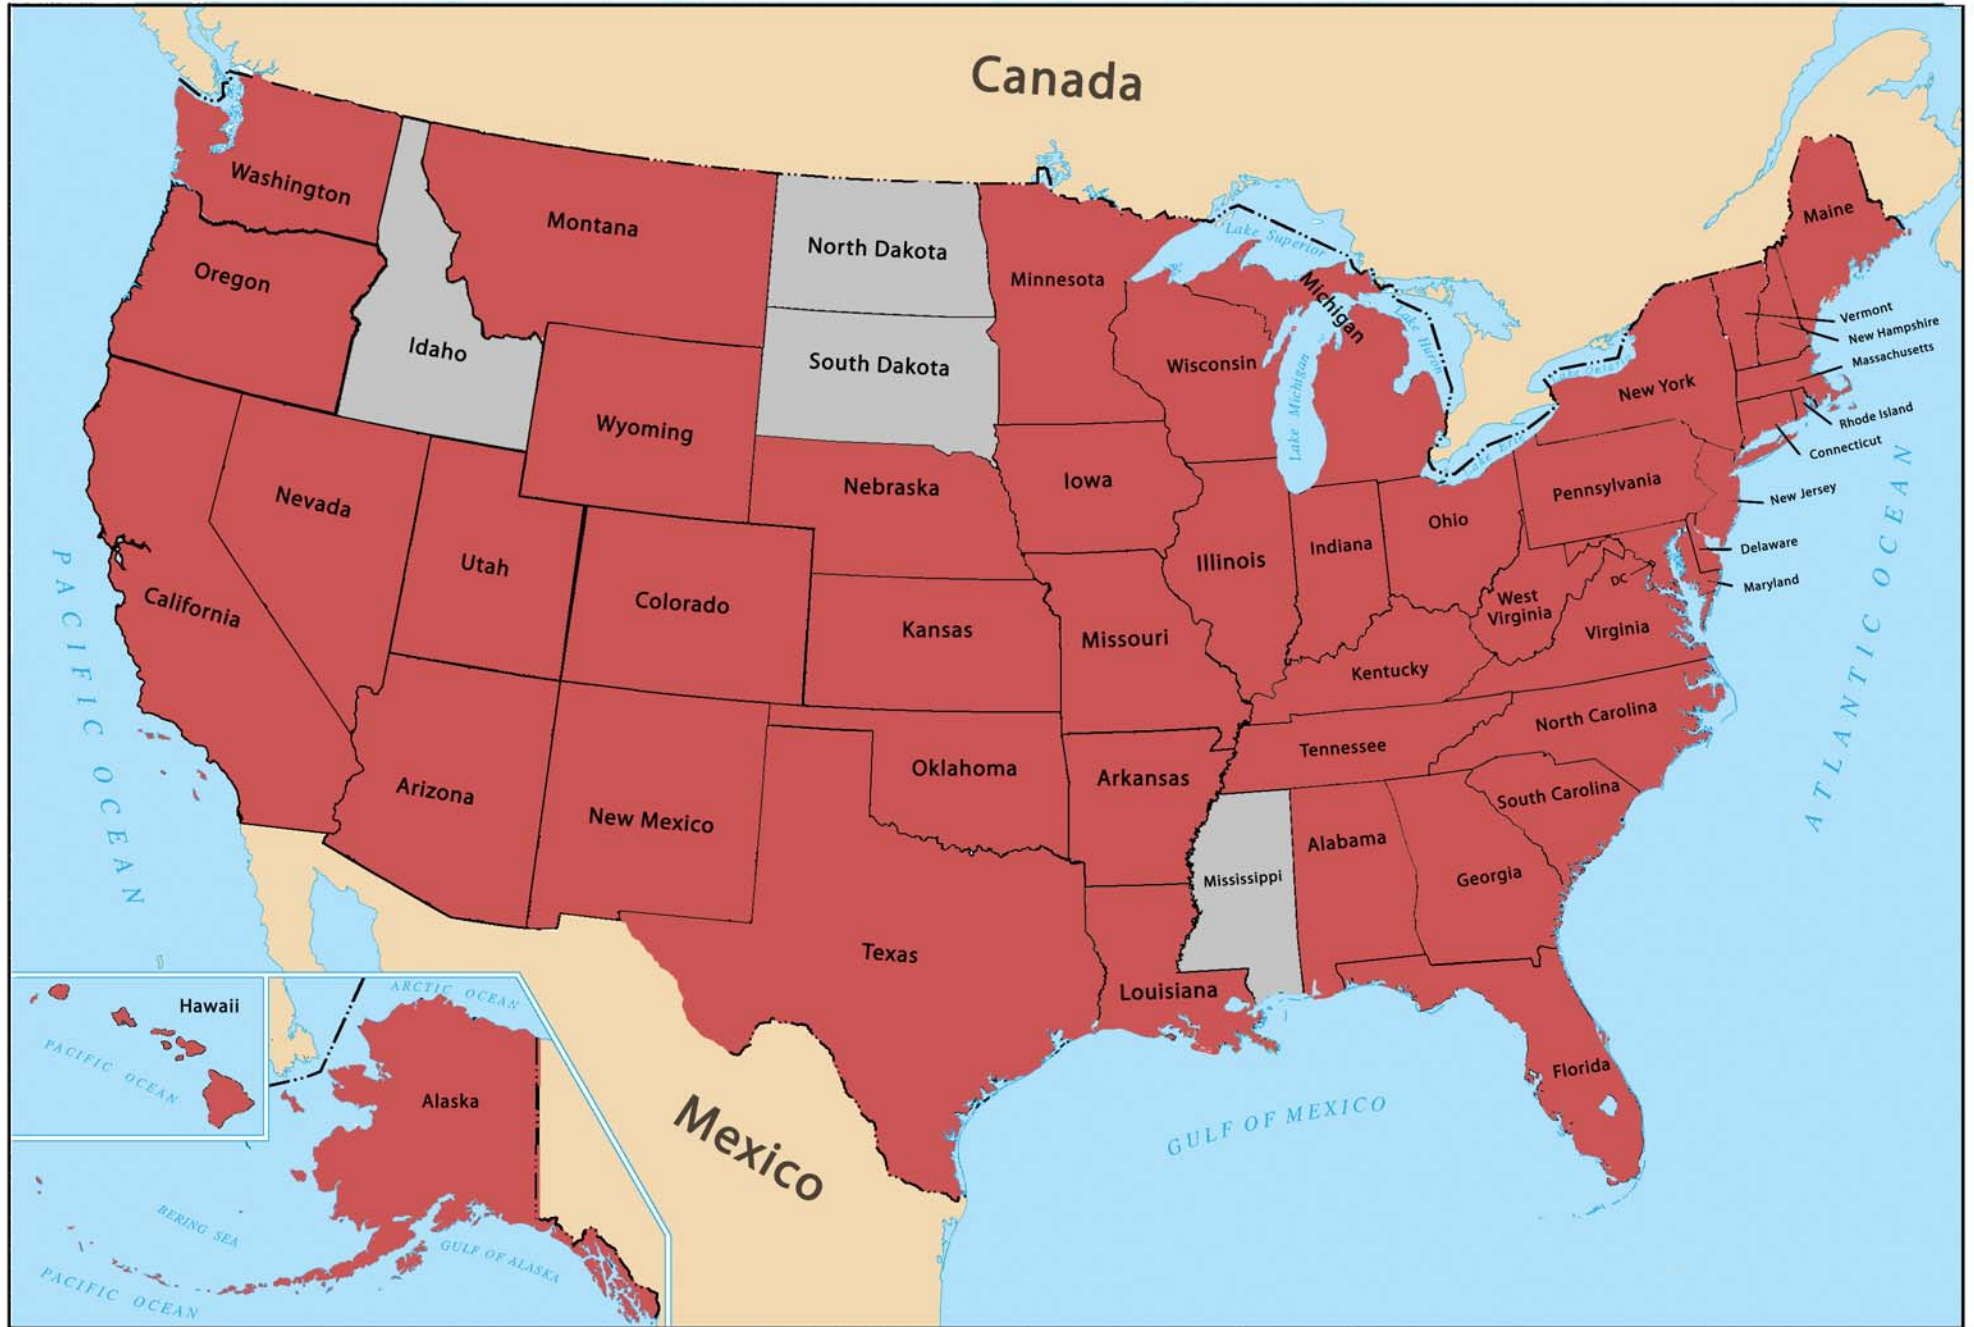 Canada
Washington
Montana
North Dakota
Minnesota
Lake Superior
Michigan
Maine
Oregon
Idaho
South Dakota
Wisconsin
Lake Michigan
Lake Huron
Vermont
New Hampshire
Massachusetts
New York
Lake Ontario
Rhode Island
Connecticut
Wyoming
Nebraska
Iowa
Lake Erie
Pennsylvania
New Jersey
Nevada
Utah
Colorado
Illinois
Indiana
Ohio
Delaware
Maryland
DC
West
Virginia
Virginia
California
Kansas
Missouri
Kentucky
PACIFIC OCEAN
ATLANTIC OCEAN
North Carolina
Tennessee
South Carolina
Arizona
New Mexico
Oklahoma
Arkansas
Mississippi
Alabama
Georgia
Texas
Louisiana
Florida
Hawaii
PACIFIC OCEAN
ARCTIC OCEAN
Alaska
Mexico
GULF OF MEXICO
BERING SEA
GULF OF ALASKA
PACIFIC OCEAN